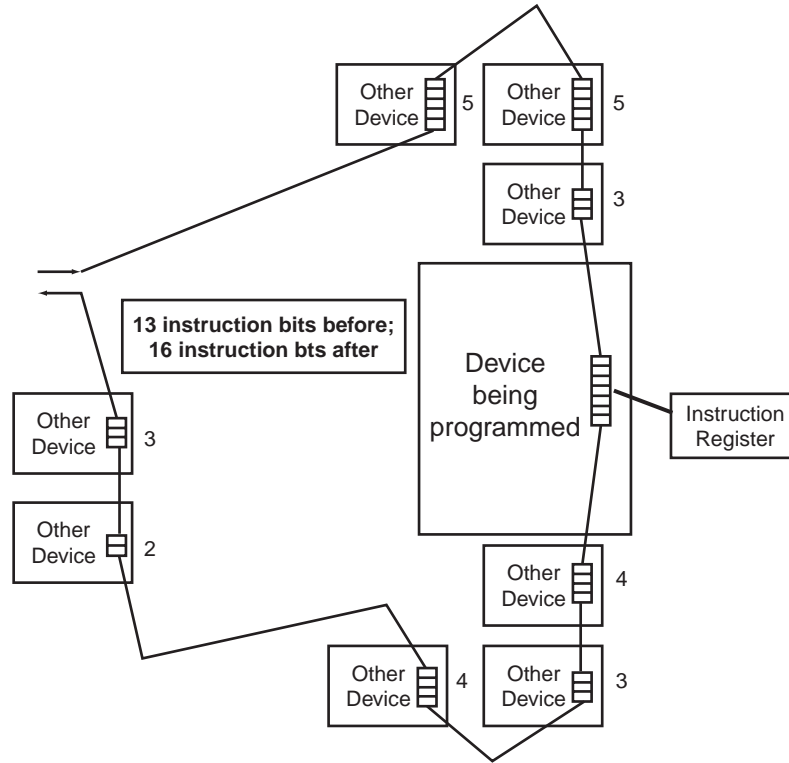 Other
Device
5
Other
Device
5
Other
Device
3
13 instruction bits before;
16 instruction bts after
Device
being
programmed
Instruction
Register
Other
Device
3
Other
Device
2
Other
Device
4
Other
Device
4
Other
Device
3